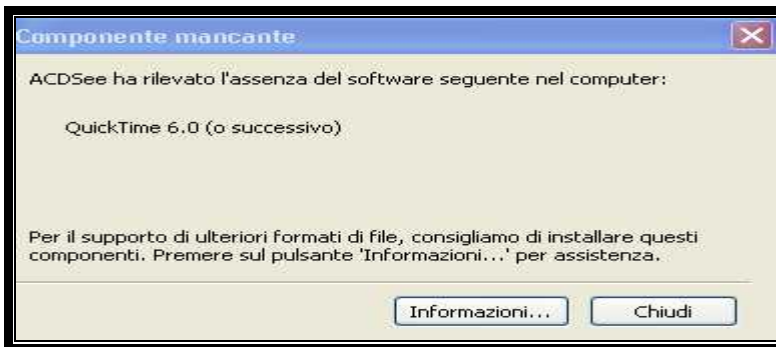 Componente mancante
ACDSee ha rilevato l'assenza del software seguente nel computer:
QuickTime 6.0 (o successivo)
Per il supporto di ulteriori formati di file, consigliamo di installare questi
componenti. Premere sul pulsante 'Informazioni...' per assistenza.
Informazioni... Chiudi